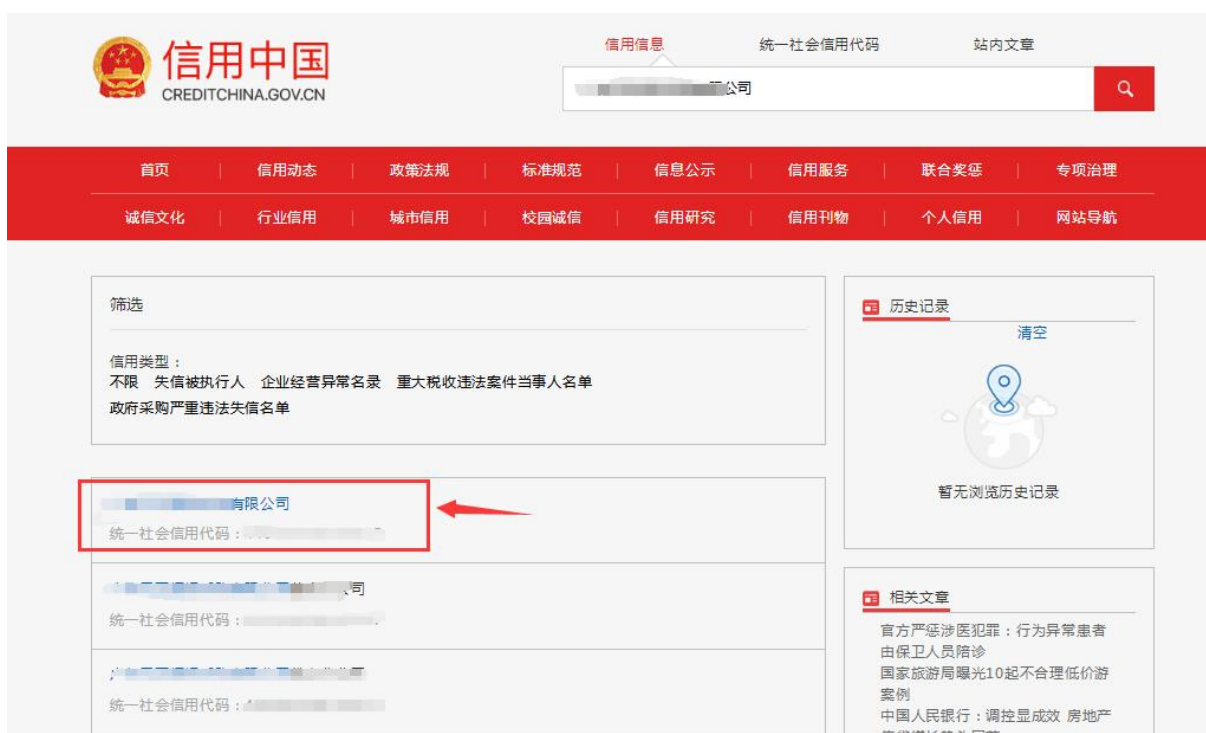 信用中国
CREDITCHINA.GOV.CN
信用信息 统一社会信用代码 站内文章
公司
首页 信用动态 政策法规 标准规范 信息公示 信用服务 联合奖惩 专项治理
诚信文化 行业信用 城市信用 校园诚信 信用研究 信用刊物 个人信用 网站导航
筛选
信用类型：
不限 失信被执行人 企业经营异常名录 重大税收违法案件当事人名单
政府采购严重违法失信名单
有限公司
统一社会信用代码：
司
统一社会信用代码：
统一社会信用代码：
历史记录
清空
暂无浏览历史记录
相关文章
官方严惩涉医犯罪：行为异常患者
由保卫人员陪诊
国家旅游局曝光10起不合理低价游
案例
中国人民银行：调控显成效 房地产